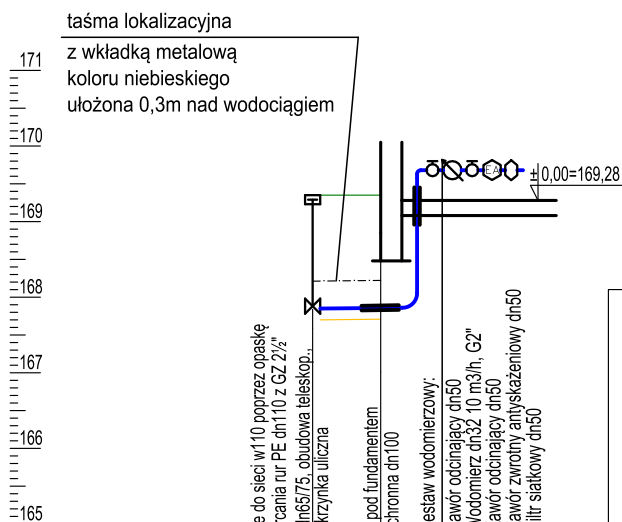 taśma lokalizacyjna
z wkładką metalową
koloru niebieskiego
ułożona 0,3m nad wodociągiem
171
170
169
168
167
166
165
EA
± 0,00=169,28
e do sieci w110 poprzez opaskę
rcania rur PE dn110 z GZ 2½"
n65/75, obudowa teleskop.,
krzynka uliczna
pod fundamentem
chronna dn100
estaw wodomierzowy:
awór odcinający dn50
Vodomierz dn32 10 m3/h, G2"
awór odcinający dn50
awór zwrotny antyskażeniowy dn50
iltr siatkowy dn50